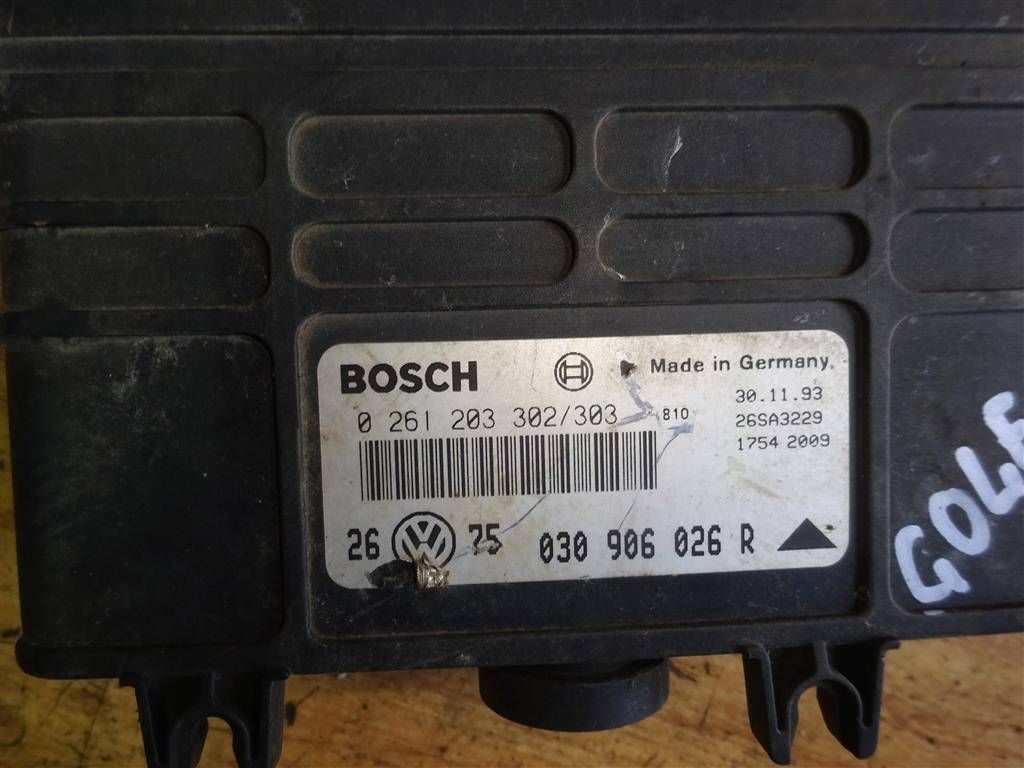 BOSCH
Made in Germany.
30.11.93
0 261 203 302/303
810
26SA3229
1754 2009
26 75 030 906 026 R
GOLF